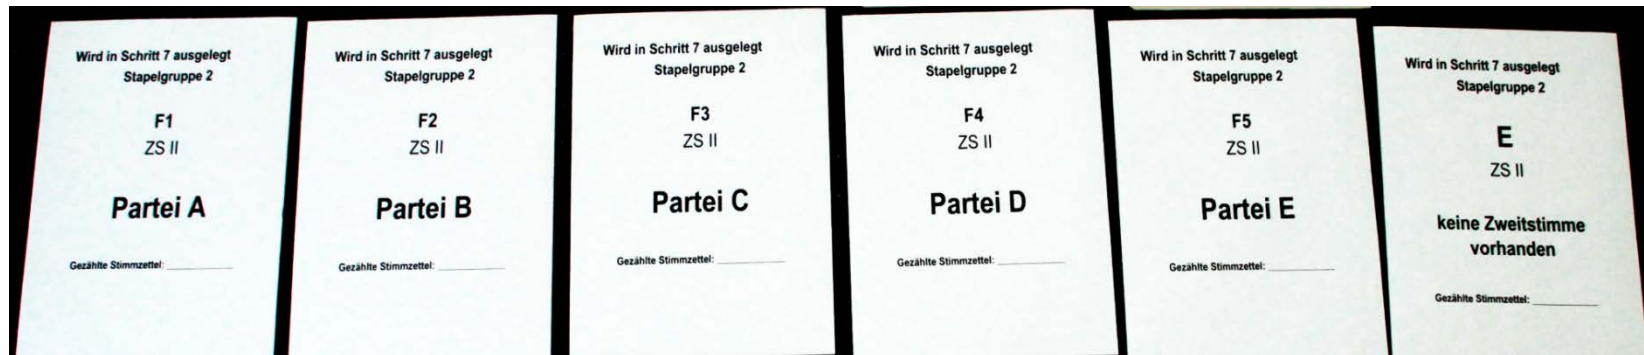 Wird in Schritt 7 ausgelegt
Stapelgruppe 2
F1
ZS II
Partei A
Gezählte Stimmzettel: ____________
Wird in Schritt 7 ausgelegt
Stapelgruppe 2
F2
ZS II
Partei B
Gezählte Stimmzettel: ____________
Wird in Schritt 7 ausgelegt
Stapelgruppe 2
F3
ZS II
Partei C
Gezählte Stimmzettel: ____________
Wird in Schritt 7 ausgelegt
Stapelgruppe 2
F4
ZS II
Partei D
Gezählte Stimmzettel: ____________
Wird in Schritt 7 ausgelegt
Stapelgruppe 2
F5
ZS II
Partei E
Gezählte Stimmzettel: ____________
Wird in Schritt 7 ausgelegt
Stapelgruppe 2
E
ZS II
keine Zweitstimme
vorhanden
Gezählte Stimmzettel: ____________